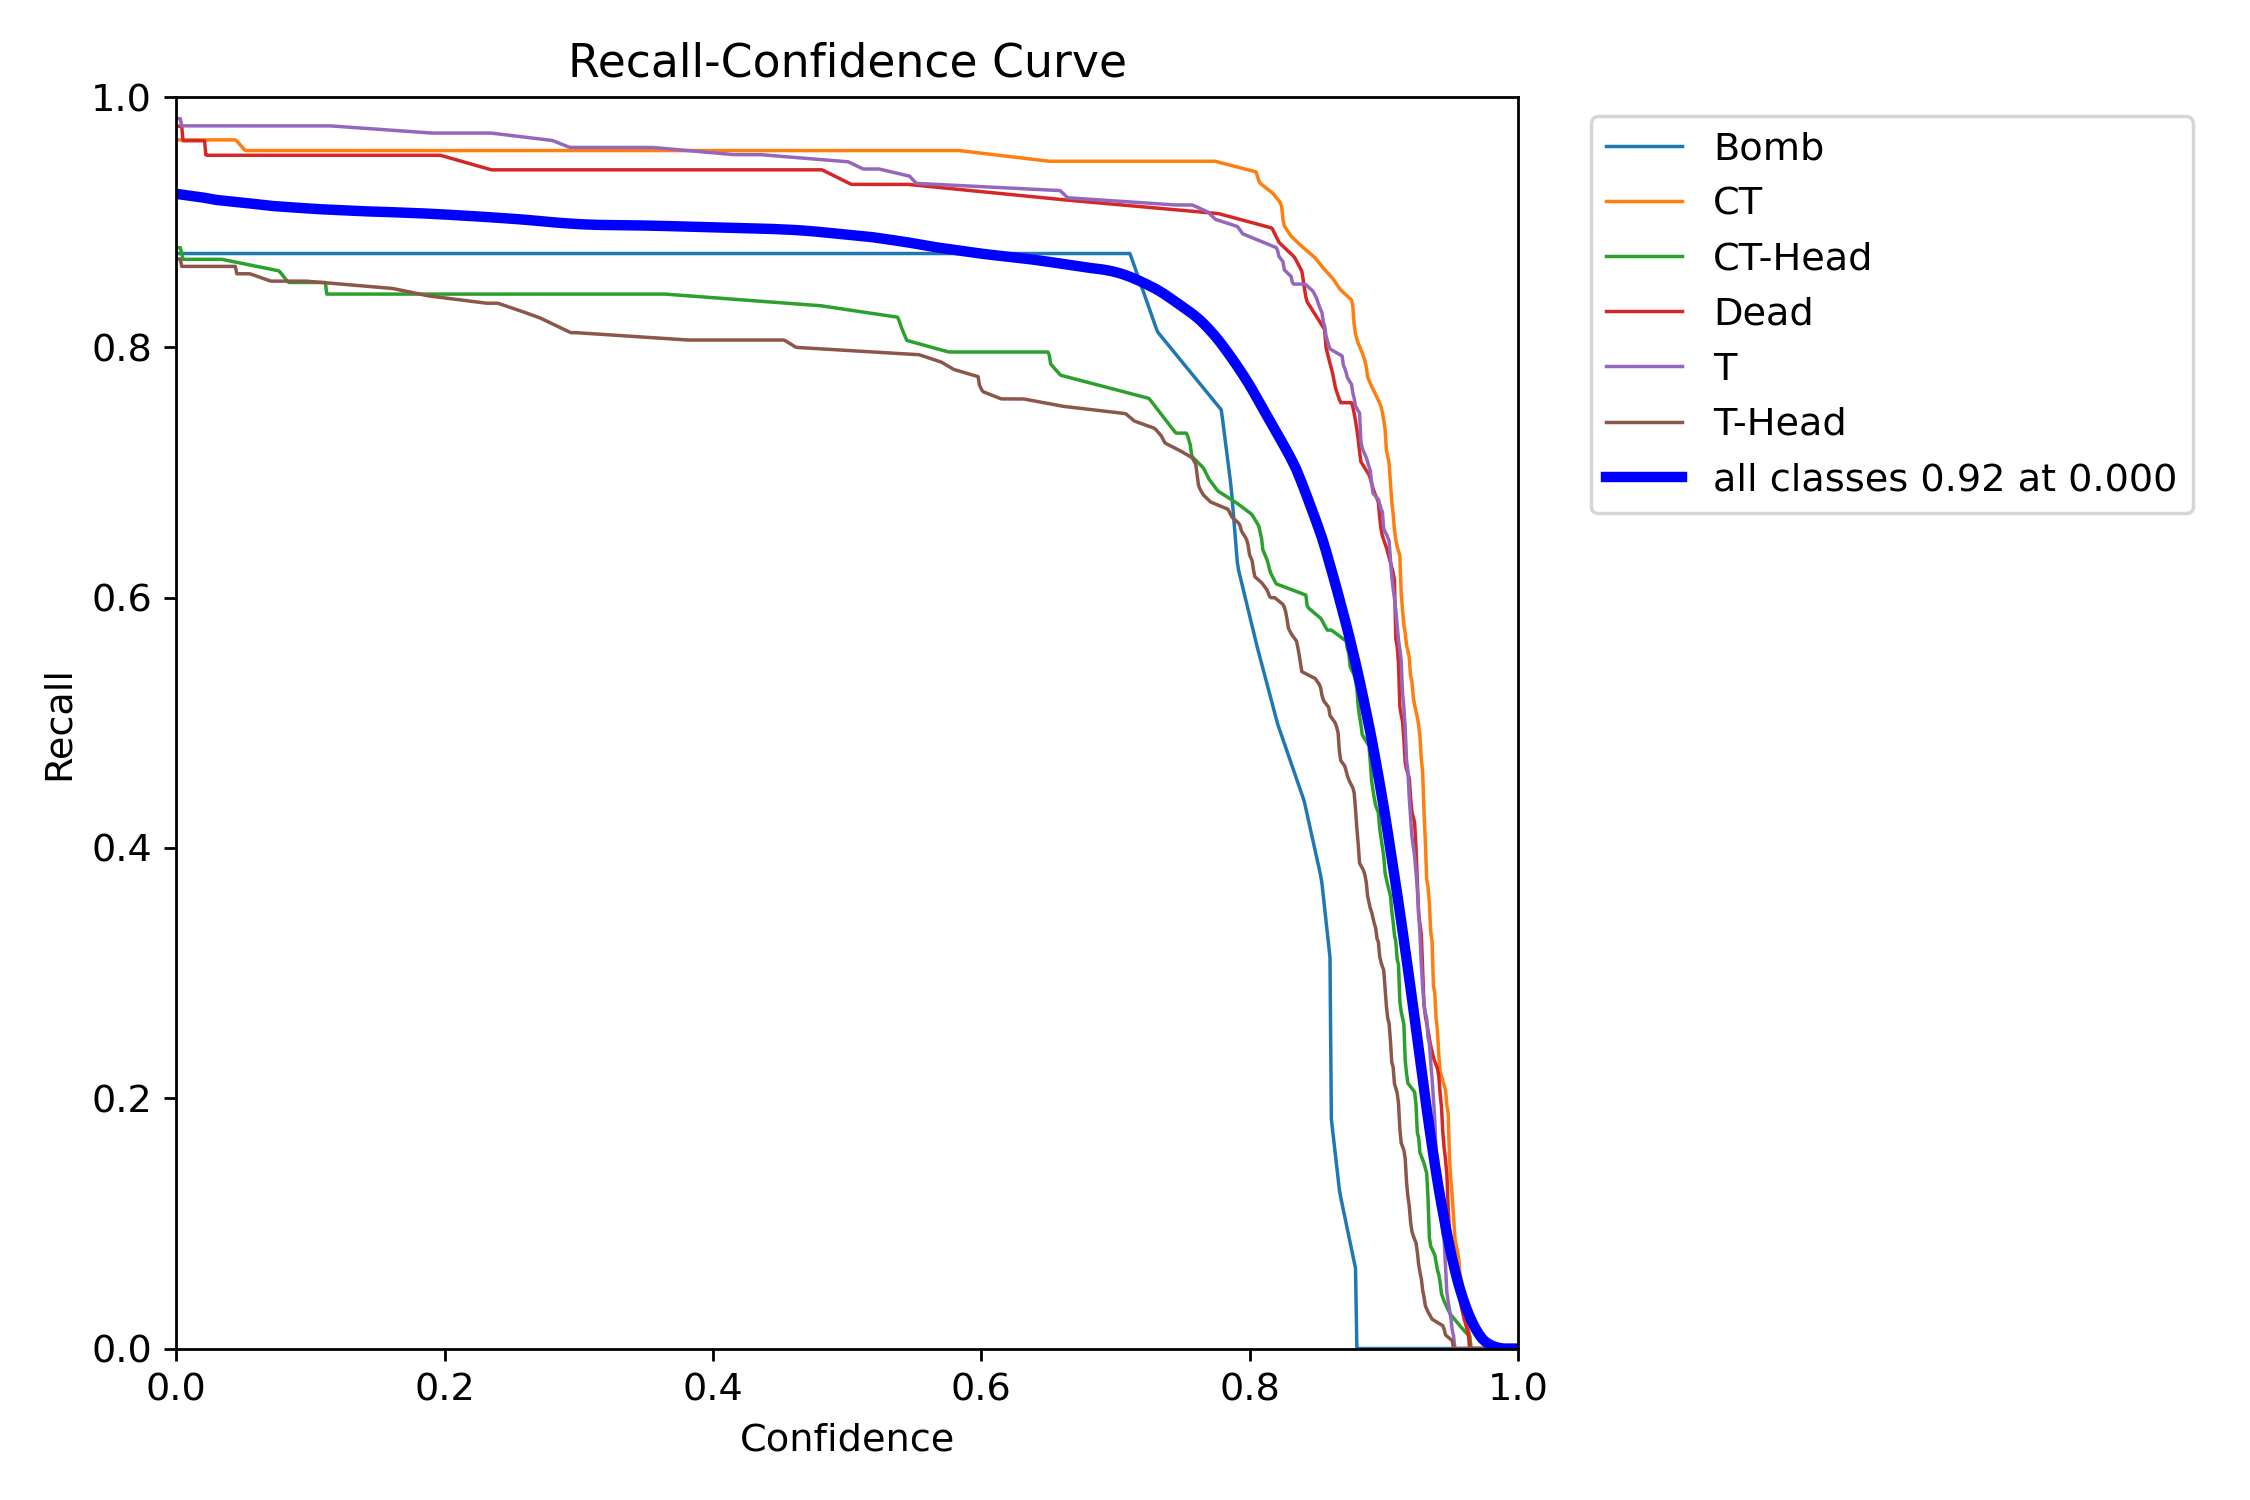 Recall-Confidence Curve
1.0
0.8
0.6
0.4
0.2
0.0
Recall
0.0 0.2 0.4 0.6 0.8 1.0
Confidence
Bomb
CT
CT-Head
Dead
T
T-Head
all classes 0.92 at 0.000